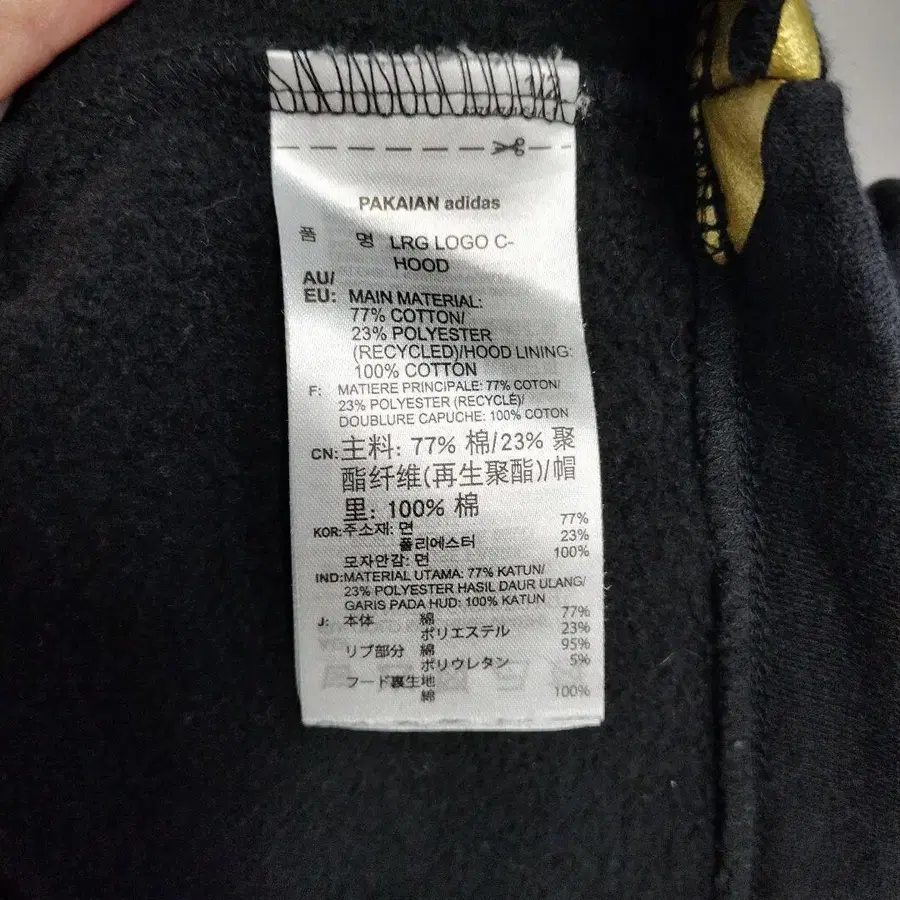 PAKAIAN adidas
품 명 LRG LOGO C-
HOOD
AU/
EU: MAIN MATERIAL:
77% COTTON/
23% POLYESTER
(RECYCLED)/HOOD LINING:
100% COTTON
F: MATIERE PRINCIPALE: 77% COTON/
23% POLYESTER (RECYCLÉ)/
DOUBLURE CAPUCHE: 100% COTON
CN: 主料: 77% 棉/23% 聚
酯纤维(再生聚酯)/帽
里: 100% 棉
KOR: 주소재: 면 77%
폴리에스터 23%
모자안감: 면 100%
IND: MATERIAL UTAMA: 77% KATUN/
23% POLYESTER HASIL DAUR ULANG/
GARIS PADA HUD: 100% KATUN
J: 本体 綿 77%
ポリエステル 23%
リブ部分 綿 95%
ポリウレタン 5%
フード裏生地
綿 100%